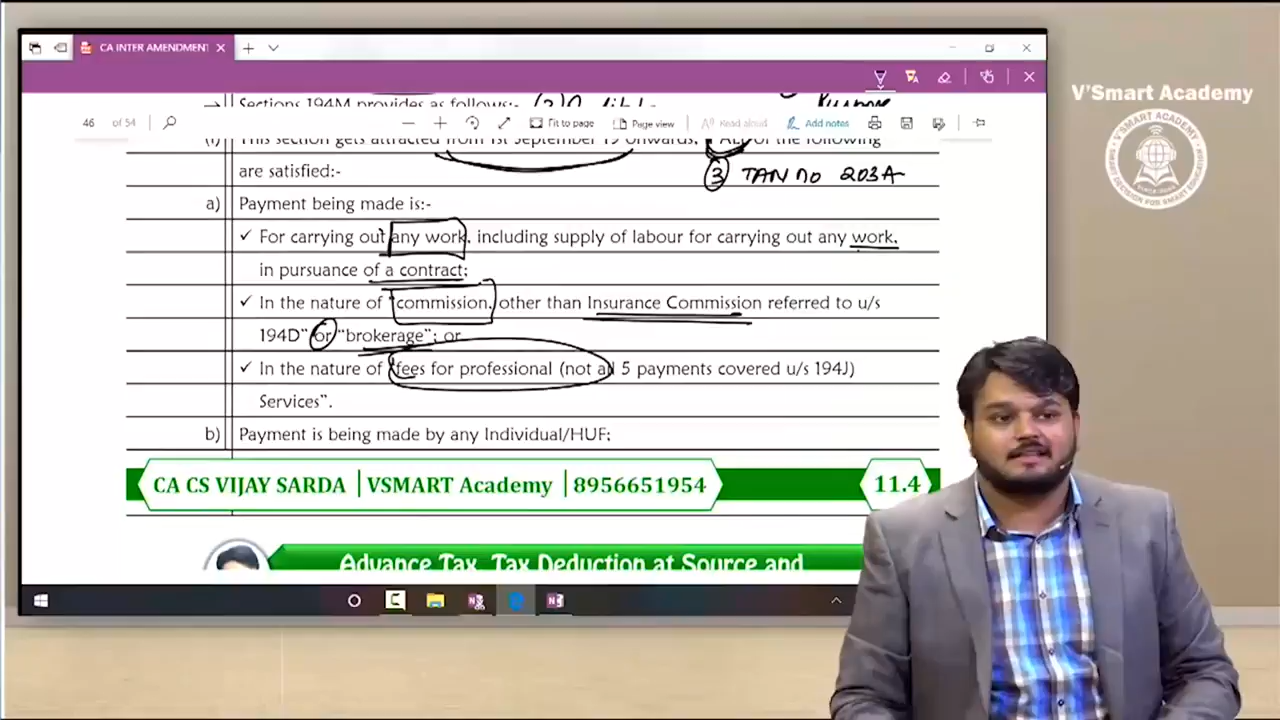 CA INTER AMENDMENT
V'Smart Academy
V'SMART ACADEMY
Sections 194M provides as follows:-
46 of 54
Fit to page
Page view
Read aloud
Add notes
(i) This section gets attracted from 1st September 19 onwards, if ALL of the following
are satisfied:-
③ TAN no 203A
a) Payment being made is:-
✓ For carrying out any work, including supply of labour for carrying out any work,
in pursuance of a contract;
✓ In the nature of "commission, other than Insurance Commission referred to u/s
194D" or "brokerage"; or
✓ In the nature of "fees for professional (not all 5 payments covered u/s 194J)
Services".
b) Payment is being made by any Individual/HUF;
CA CS VIJAY SARDA | VSMART Academy | 8956651954
11.4
Advance Tax, Tax Deduction at Source and